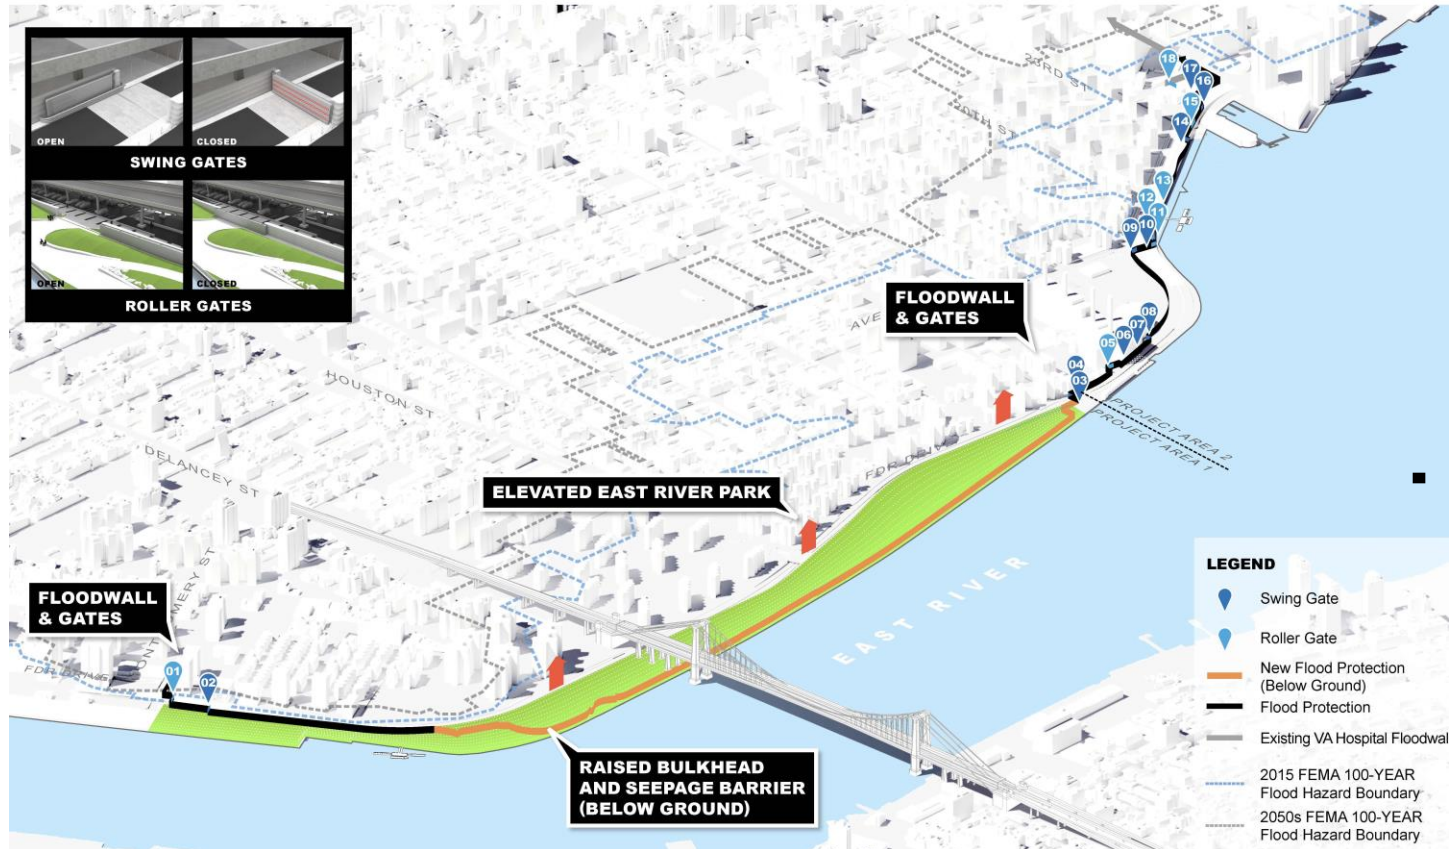 OPEN
CLOSED
SWING GATES
OPEN
CLOSED
ROLLER GATES
23RD ST
20TH ST
18
17
16
15
14
13
12
11
10
09
FLOODWALL
& GATES
AVE
08
07
06
05
04
03
PROJECT AREA 2
PROJECT AREA 1
HOUSTON ST
DELANCEY ST
ELEVATED EAST RIVER PARK
EAST RIVER
FLOODWALL
& GATES
01
02
RAISED BULKHEAD
AND SEEPAGE BARRIER
(BELOW GROUND)
LEGEND
Swing Gate
Roller Gate
New Flood Protection
(Below Ground)
Flood Protection
Existing VA Hospital Floodwal
2015 FEMA 100-YEAR
Flood Hazard Boundary
2050s FEMA 100-YEAR
Flood Hazard Boundary